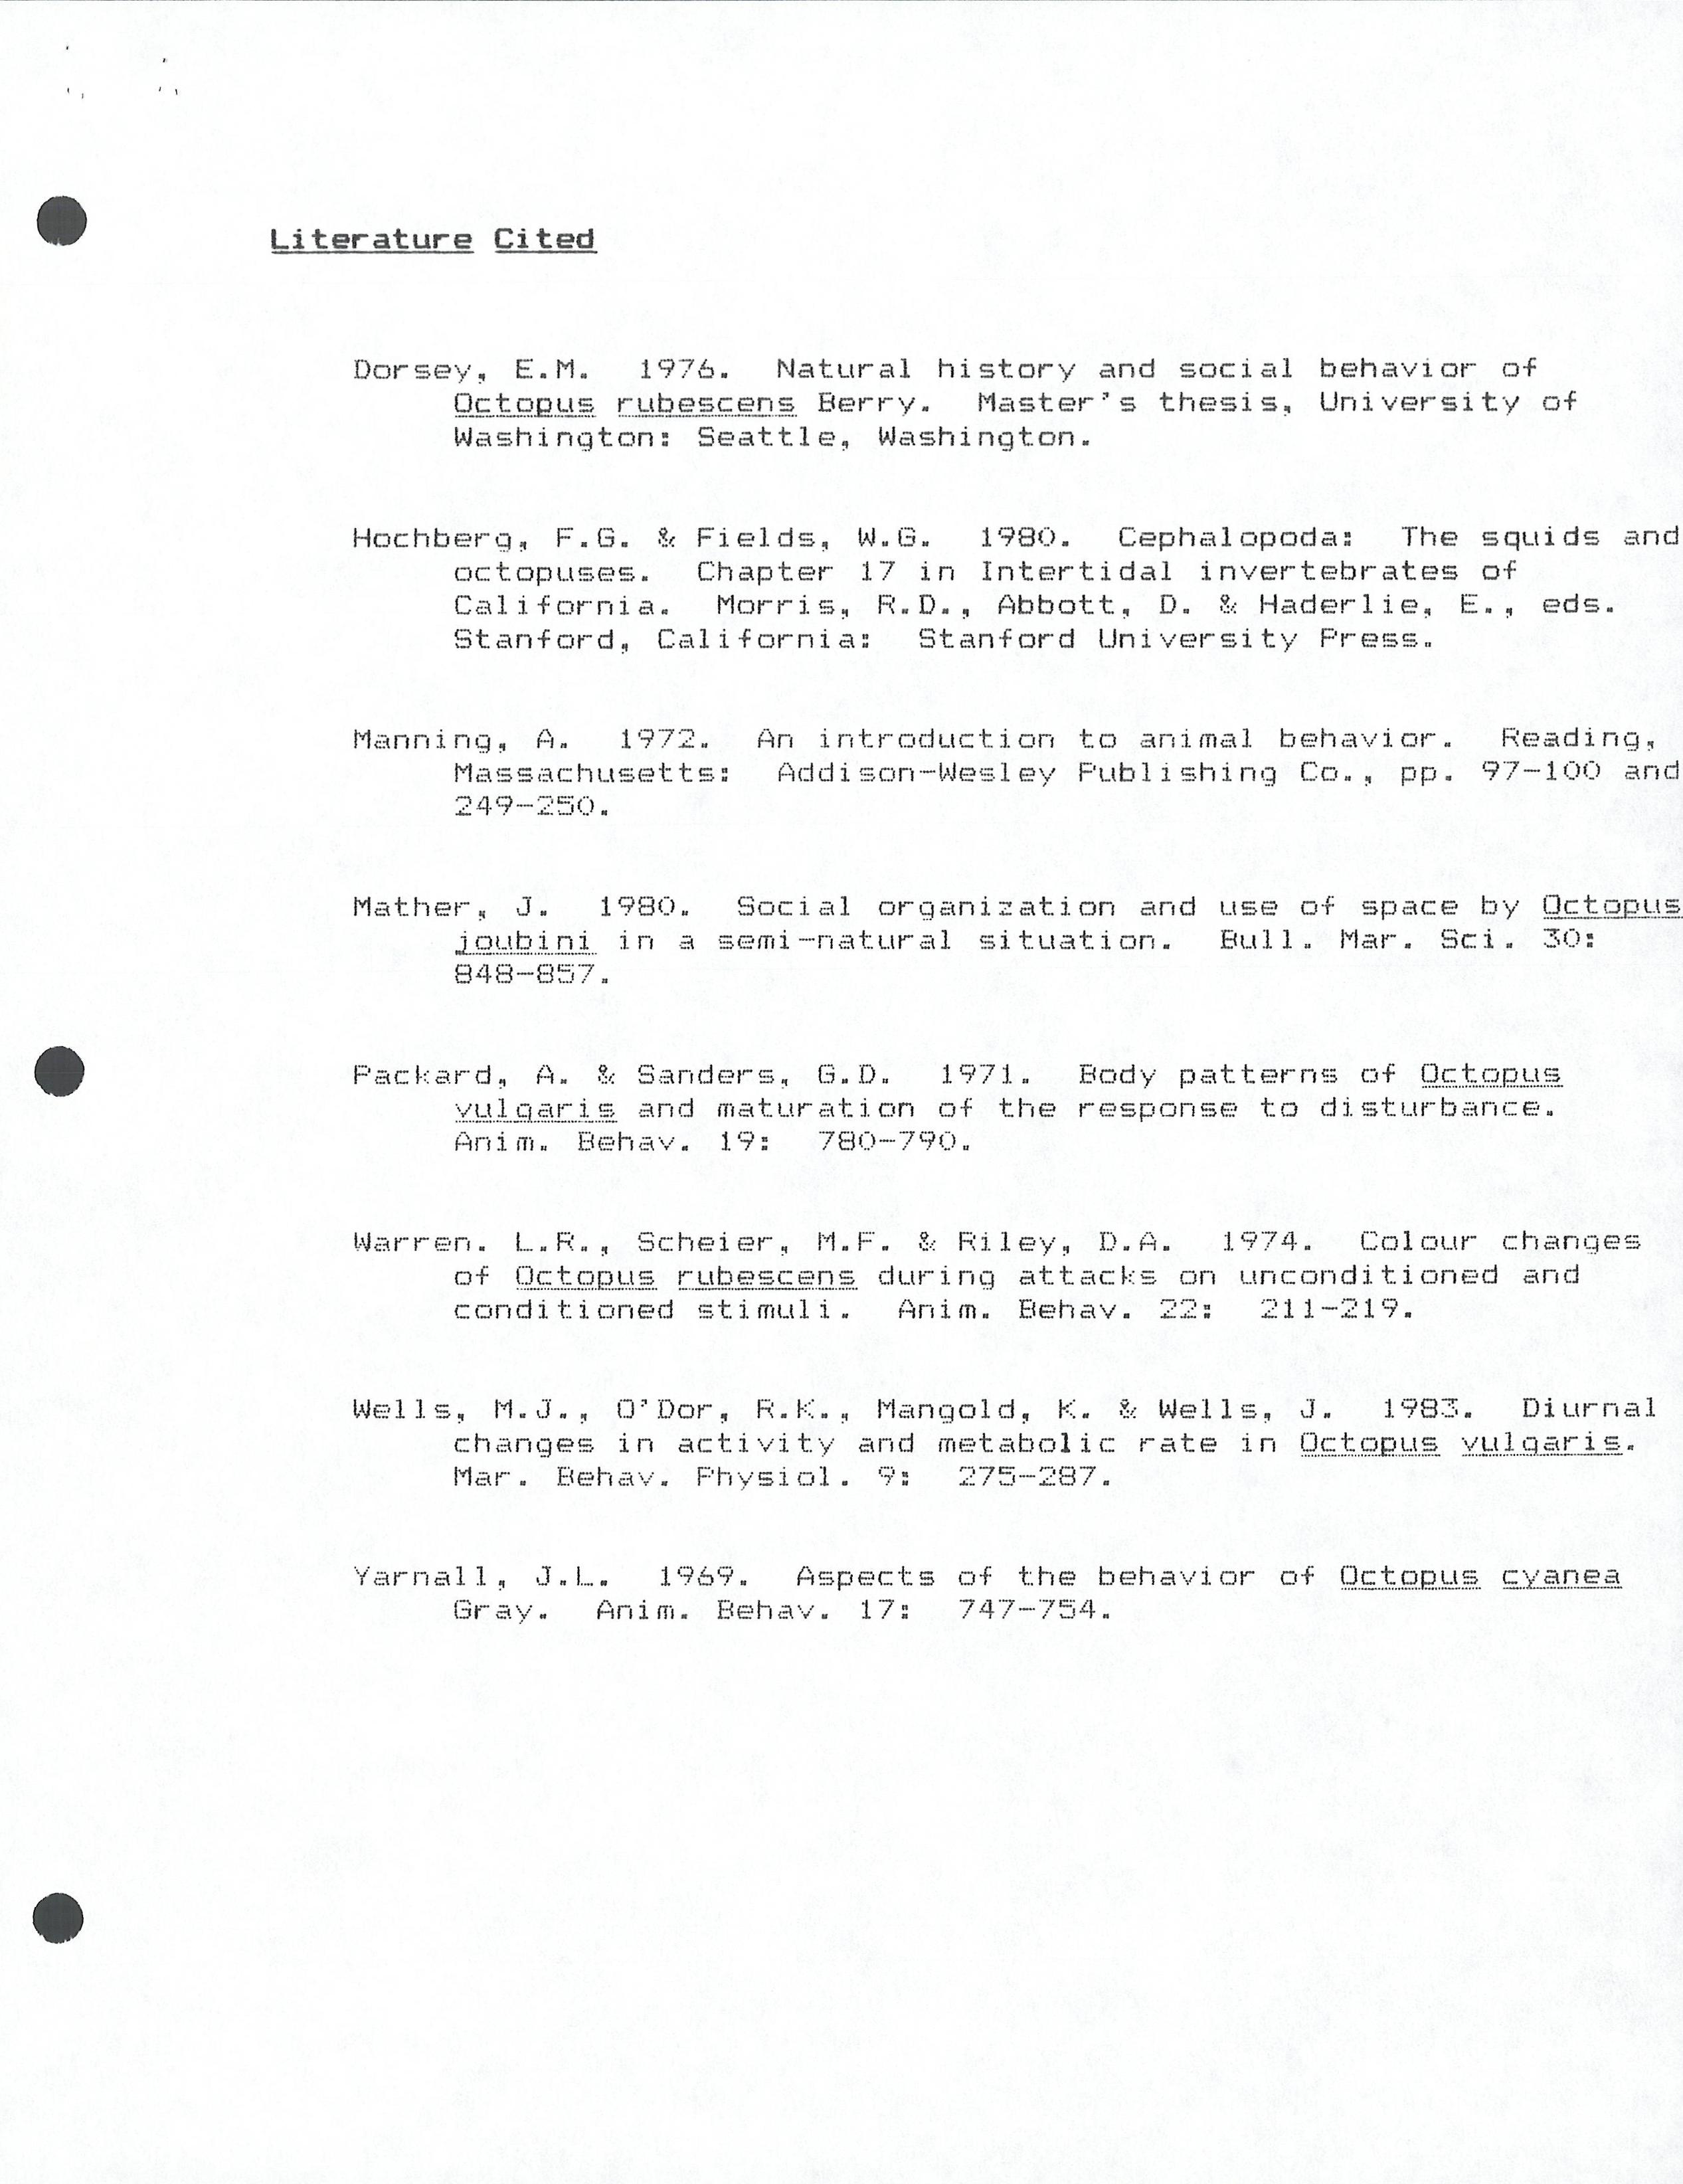 Literature Cited
Dorsey, E.M.  1976.  Natural history and social behavior of
Octopus rubescens Berry.  Master's thesis, University of
Washington: Seattle, Washington.
Hochberg, F.G. & Fields, W.G.  1980.  Cephalopoda:  The squids and
octopuses.  Chapter 17 in Intertidal invertebrates of
California.  Morris, R.D., Abbott, D. & Haderlie, E., eds.
Stanford, California:  Stanford University Press.
Manning, A.  1972.  An introduction to animal behavior.  Reading,
Massachusetts:  Addison-Wesley Publishing Co., pp. 97-100 and
249-250.
Mather, J.  1980.  Social organization and use of space by Octopus
joubini in a semi-natural situation.  Bull. Mar. Sci. 30:
848-857.
Packard, A. & Sanders, G.D.  1971.  Body patterns of Octopus
vulgaris and maturation of the response to disturbance.
Anim. Behav. 19:  780-790.
Warren. L.R., Scheier, M.F. & Riley, D.A.  1974.  Colour changes
of Octopus rubescens during attacks on unconditioned and
conditioned stimuli.  Anim. Behav. 22:  211-219.
Wells, M.J., O'Dor, R.K., Mangold, K. & Wells, J.  1983.  Diurnal
changes in activity and metabolic rate in Octopus vulgaris.
Mar. Behav. Physiol. 9:  275-287.
Yarnall, J.L.  1969.  Aspects of the behavior of Octopus cyanea
Gray.  Anim. Behav. 17:  747-754.